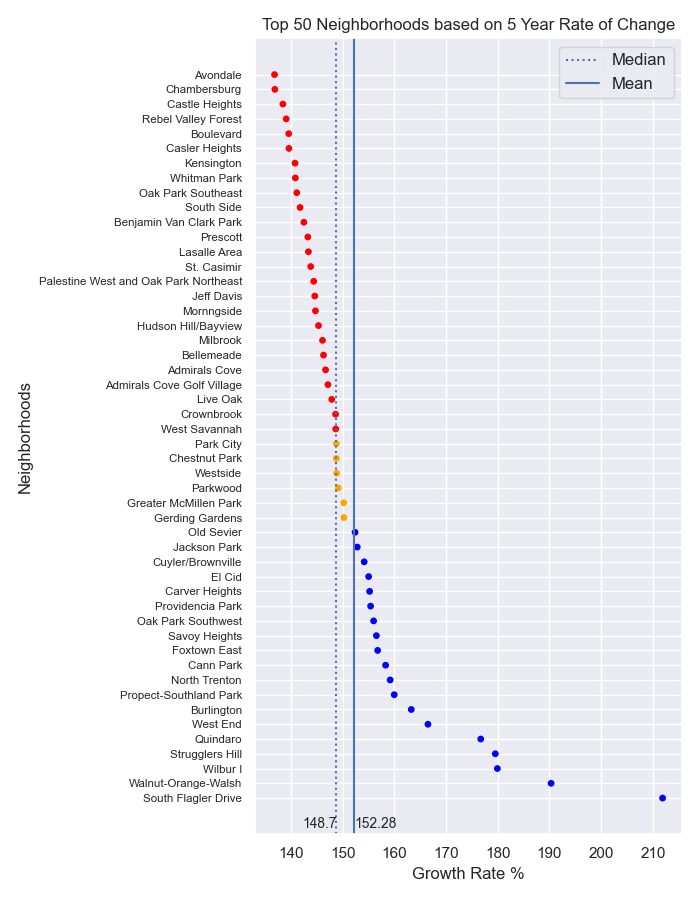 Top 50 Neighborhoods based on 5 Year Rate of Change
Median
Mean
Neighborhoods
Avondale
Chambersburg
Castle Heights
Rebel Valley Forest
Boulevard
Casler Heights
Kensington
Whitman Park
Oak Park Southeast
South Side
Benjamin Van Clark Park
Prescott
Lasalle Area
St. Casimir
Palestine West and Oak Park Northeast
Jeff Davis
Mornngside
Hudson Hill/Bayview
Milbrook
Bellemeade
Admirals Cove
Admirals Cove Golf Village
Live Oak
Crownbrook
West Savannah
Park City
Chestnut Park
Westside
Parkwood
Greater McMillen Park
Gerding Gardens
Old Sevier
Jackson Park
Cuyler/Brownville
El Cid
Carver Heights
Providencia Park
Oak Park Southwest
Savoy Heights
Foxtown East
Cann Park
North Trenton
Propect-Southland Park
Burlington
West End
Quindaro
Strugglers Hill
Wilbur I
Walnut-Orange-Walsh
South Flagler Drive
148.7 152.28
140 150 160 170 180 190 200 210
Growth Rate %